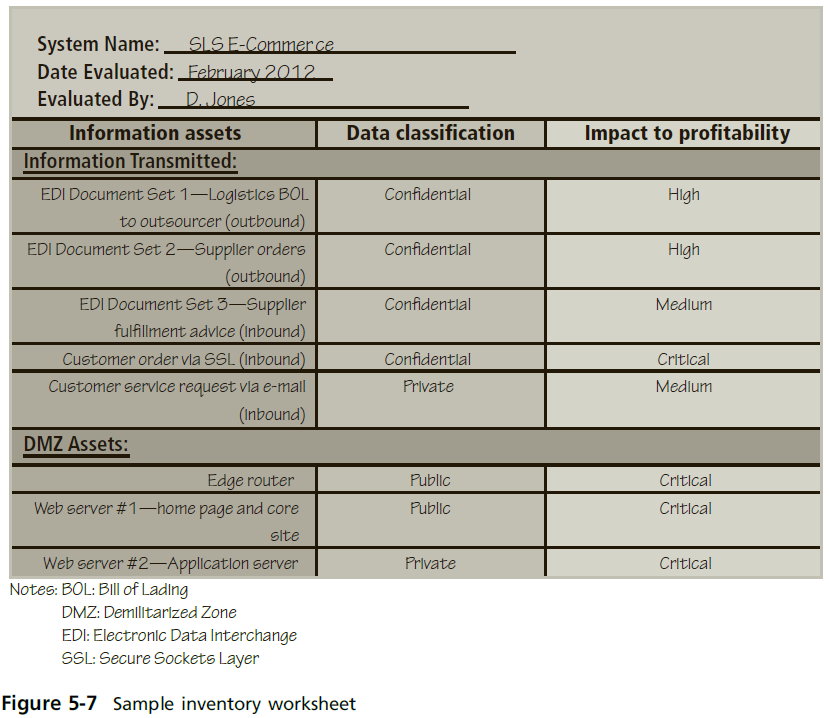 System Name: SLS E-Commerce
Date Evaluated: February 2012
Evaluated By: D. Jones
Information assets Data classification Impact to profitability
Information Transmitted:
EDI Document Set 1—Logistics BOL Confidential High
to outsourcer (outbound)
EDI Document Set 2—Supplier orders Confidential High
(outbound)
EDI Document Set 3—Supplier Confidential Medium
fulfillment advice (inbound)
Customer order via SSL (inbound) Confidential Critical
Customer service request via e-mail Private Medium
(inbound)
DMZ Assets:
Edge router Public Critical
Web server #1—home page and core Public Critical
site
Web server #2—Application server Private Critical
Notes: BOL: Bill of Lading
DMZ: Demilitarized Zone
EDI: Electronic Data Interchange
SSL: Secure Sockets Layer
Figure 5-7 Sample inventory worksheet